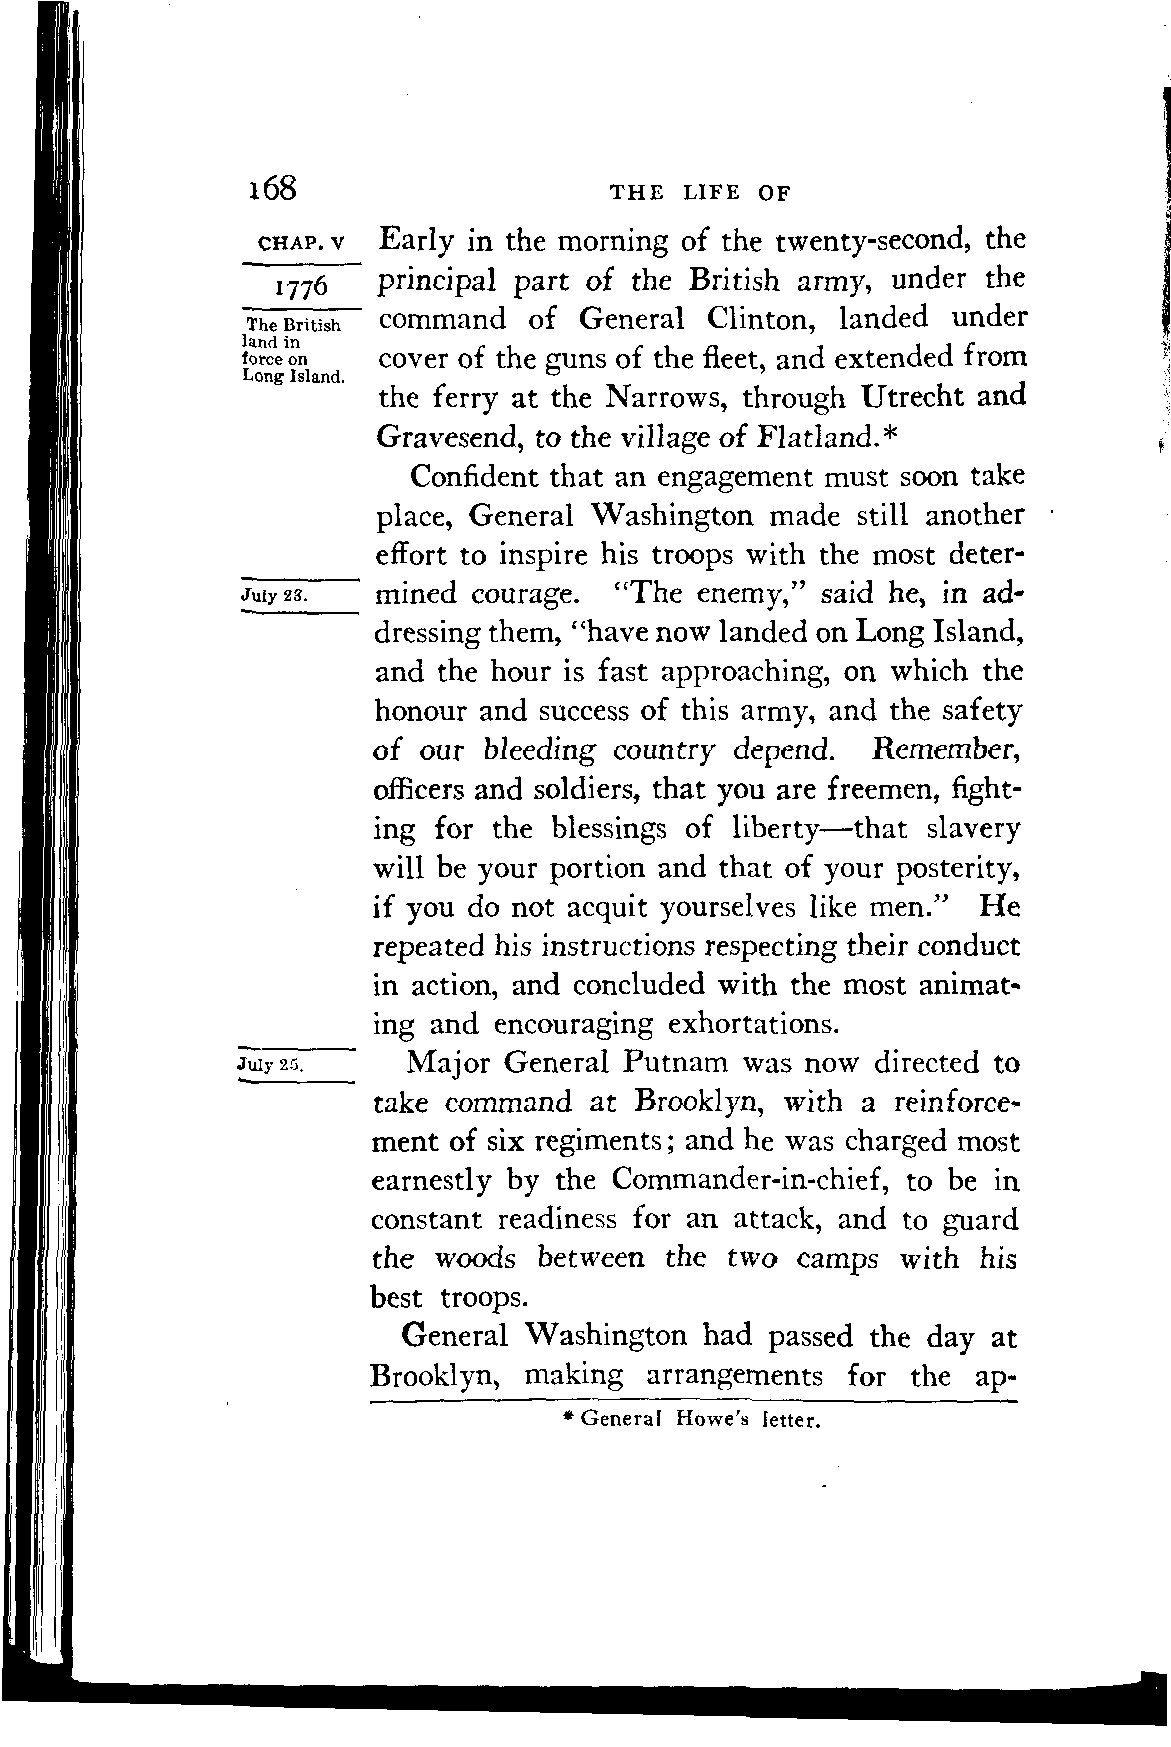 168
THE LIFE OF
CHAP. V
1776
The British
land in
force on
Long Island.
Early in the morning of the twenty-second, the
principal part of the British army, under the
command of General Clinton, landed under
cover of the guns of the fleet, and extended from
the ferry at the Narrows, through Utrecht and
Gravesend, to the village of Flatland.*
Confident that an engagement must soon take
place, General Washington made still another
effort to inspire his troops with the most deter-
July 23.
mined courage. "The enemy," said he, in ad-
dressing them, "have now landed on Long Island,
and the hour is fast approaching, on which the
honour and success of this army, and the safety
of our bleeding country depend. Remember,
officers and soldiers, that you are freemen, fight-
ing for the blessings of liberty—that slavery
will be your portion and that of your posterity,
if you do not acquit yourselves like men." He
repeated his instructions respecting their conduct
in action, and concluded with the most animat-
ing and encouraging exhortations.
July 25.
Major General Putnam was now directed to
take command at Brooklyn, with a reinforce-
ment of six regiments; and he was charged most
earnestly by the Commander-in-chief, to be in
constant readiness for an attack, and to guard
the woods between the two camps with his
best troops.
General Washington had passed the day at
Brooklyn, making arrangements for the ap-
* General Howe's letter.